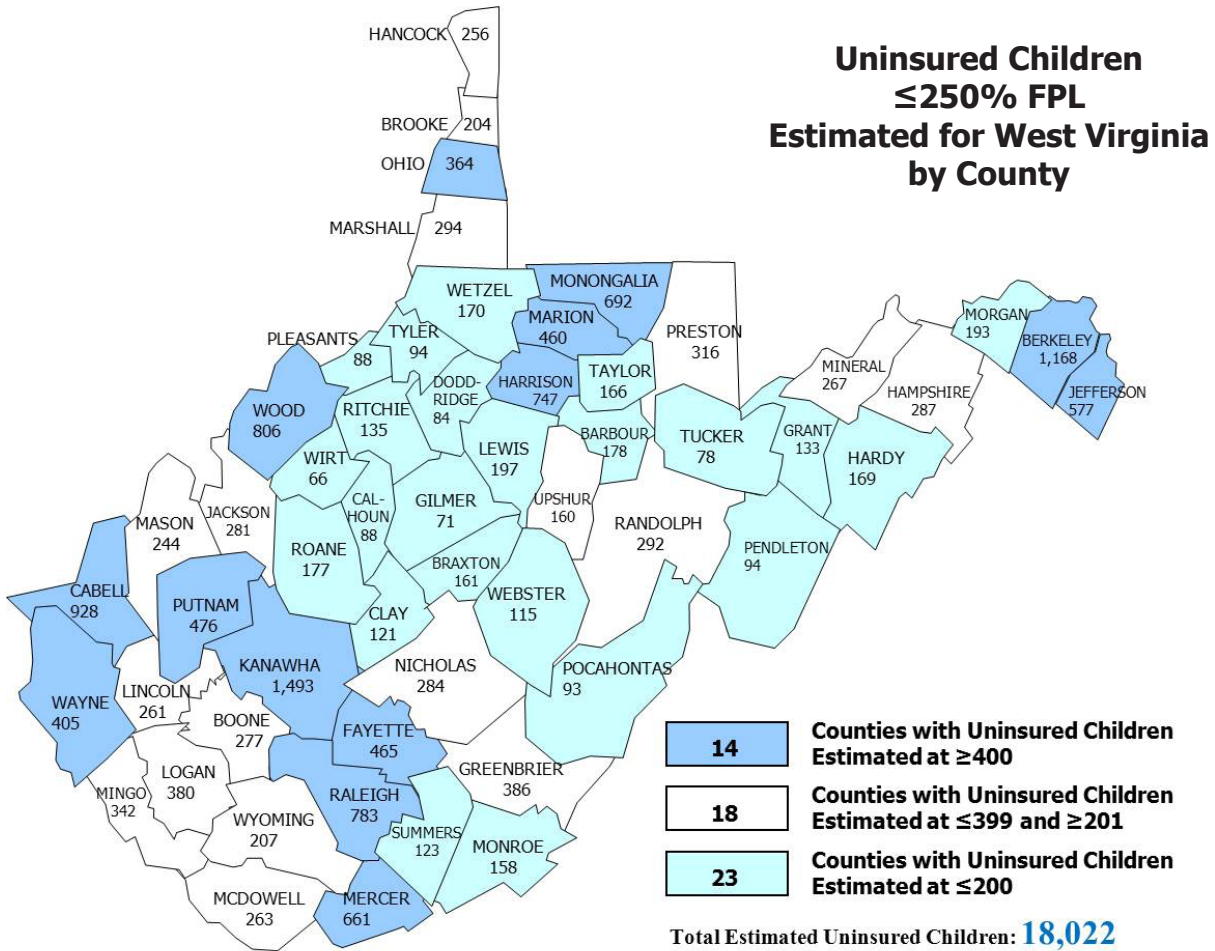 Uninsured Children
≤250% FPL
Estimated for West Virginia
by County
HANCOCK 256
BROOKE 204
OHIO 364
MARSHALL 294
WETZEL
170
MONONGALIA
692
MARION
460
PRESTON
316
MORGAN
193
BERKELEY
1,168
JEFFERSON
577
MINERAL
267
HAMPSHIRE
287
PLEASANTS
88
TYLER
94
DODD-
RIDGE
84
HARRISON
747
TAYLOR
166
WOOD
806
RITCHIE
135
BARBOUR
178
TUCKER
78
GRANT
133
HARDY
169
WIRT
66
LEWIS
197
CAL-
HOUN
88
GILMER
71
UPSHUR
160
RANDOLPH
292
PENDLETON
94
MASON
244
JACKSON
281
ROANE
177
BRAXTON
161
WEBSTER
115
CABELL
928
PUTNAM
476
CLAY
121
KANAWHA
1,493
NICHOLAS
284
POCAHONTAS
93
WAYNE
405
LINCOLN
261
BOONE
277
FAYETTE
465
GREENBRIER
386
MINGO
342
LOGAN
380
RALEIGH
783
WYOMING
207
SUMMERS
123
MONROE
158
MCDOWELL
263
MERCER
661
14
Counties with Uninsured Children
Estimated at ≥400
18
Counties with Uninsured Children
Estimated at ≤399 and ≥201
23
Counties with Uninsured Children
Estimated at ≤200
Total Estimated Uninsured Children: 18,022